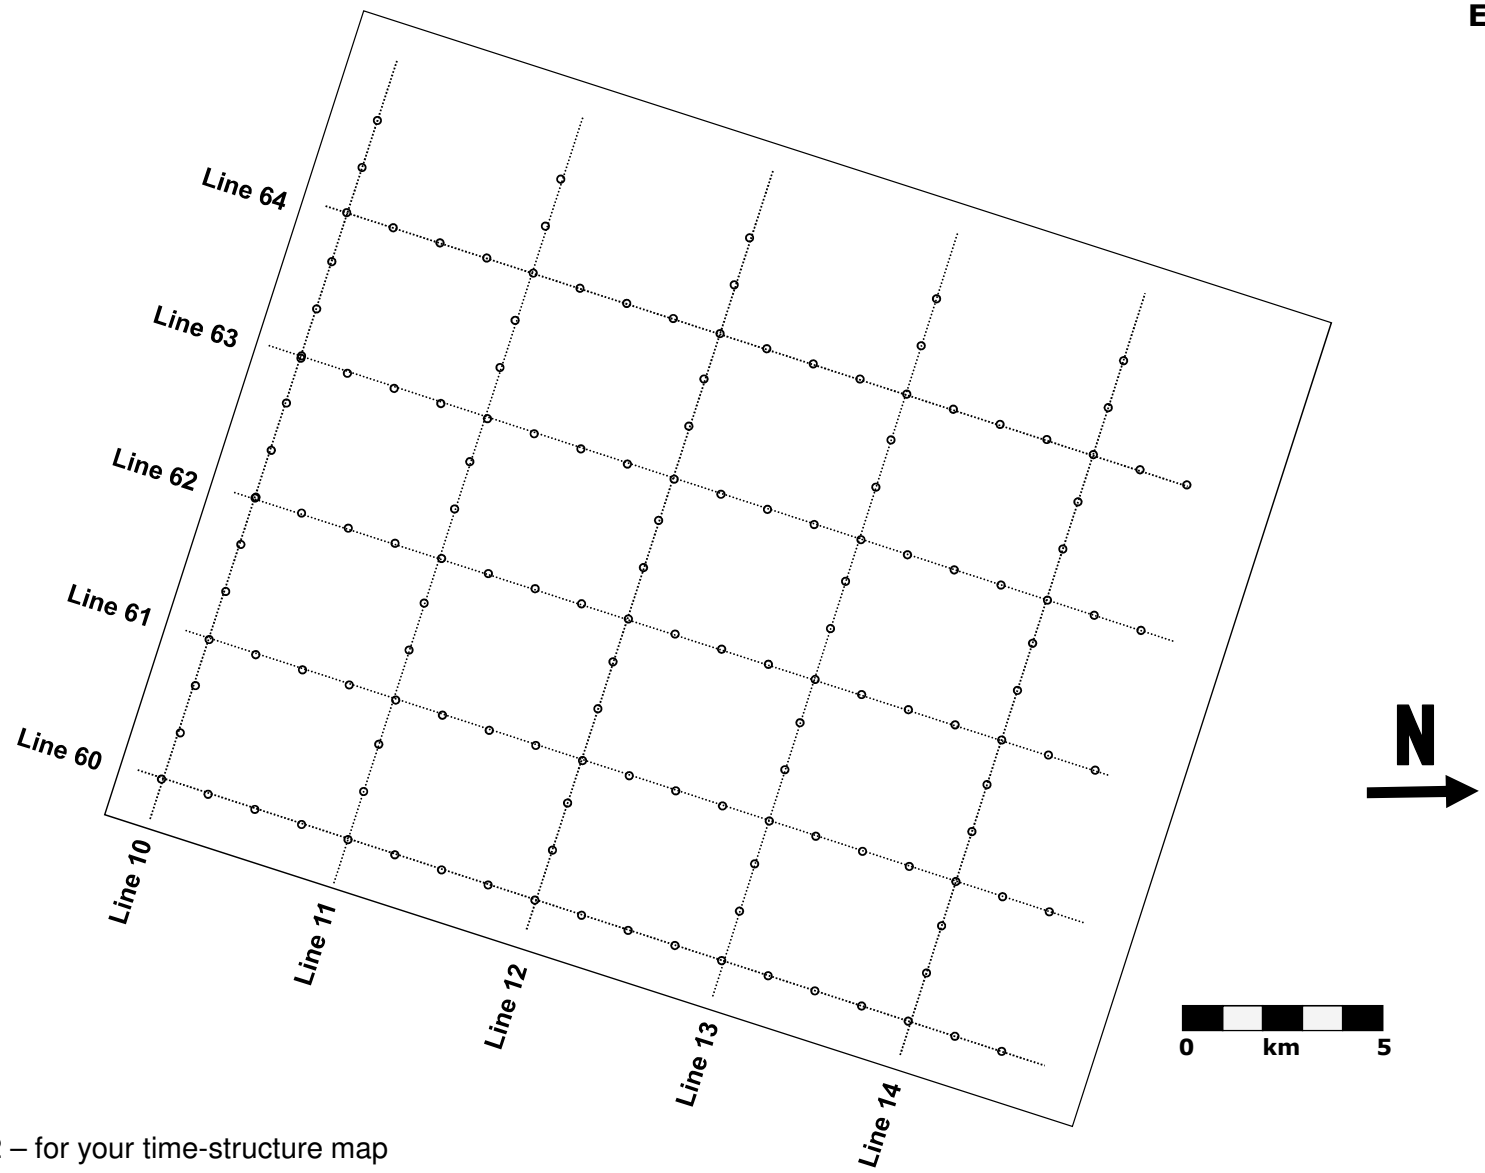 E
Line 64
Line 63
Line 62
Line 61
Line 60
Line 10
Line 11
Line 12
Line 13
Line 14
N
0 km 5
– for your time-structure map